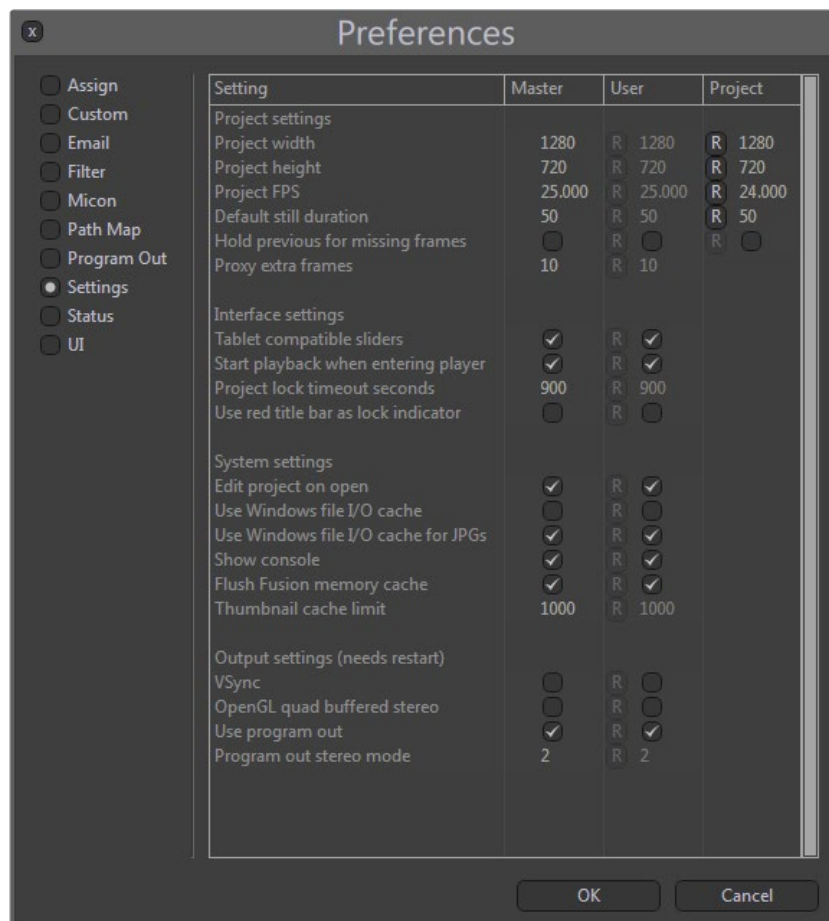 x
Preferences
Assign
Custom
Email
Filter
Micon
Path Map
Program Out
Settings
Status
UI
Setting Master User Project
Project settings
Project width 1280 R 1280 R 1280
Project height 720 R 720 R 720
Project FPS 25.000 R 25.000 R 24.000
Default still duration 50 R 50 R 50
Hold previous for missing frames R R
Proxy extra frames 10 R 10
Interface settings
Tablet compatible sliders R
Start playback when entering player R
Project lock timeout seconds 900 R 900
Use red title bar as lock indicator R
System settings
Edit project on open R
Use Windows file I/O cache R
Use Windows file I/O cache for JPGs R
Show console R
Flush Fusion memory cache R
Thumbnail cache limit 1000 R 1000
Output settings (needs restart)
VSync R
OpenGL quad buffered stereo R
Use program out R
Program out stereo mode 2 R 2
OK Cancel